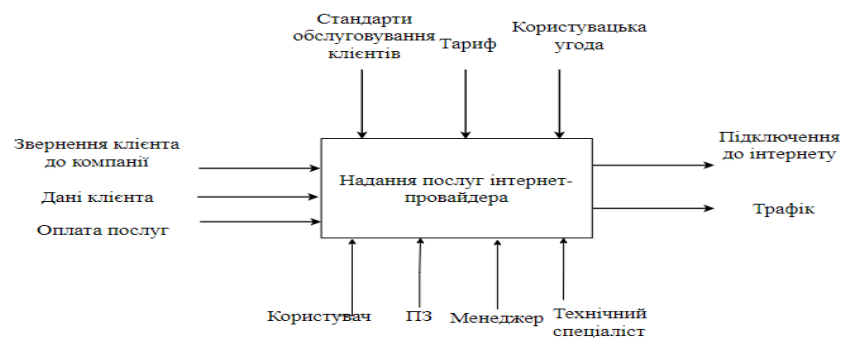 Стандарти
обслуговування
клієнтів
Тариф
Користувацька
угода
Звернення клієнта
до компанії
Дані клієнта
Оплата послуг
Надання послуг інтернет-
провайдера
Підключення
до інтернету
Трафік
Користувач
ПЗ
Менеджер
Технічний
спеціаліст